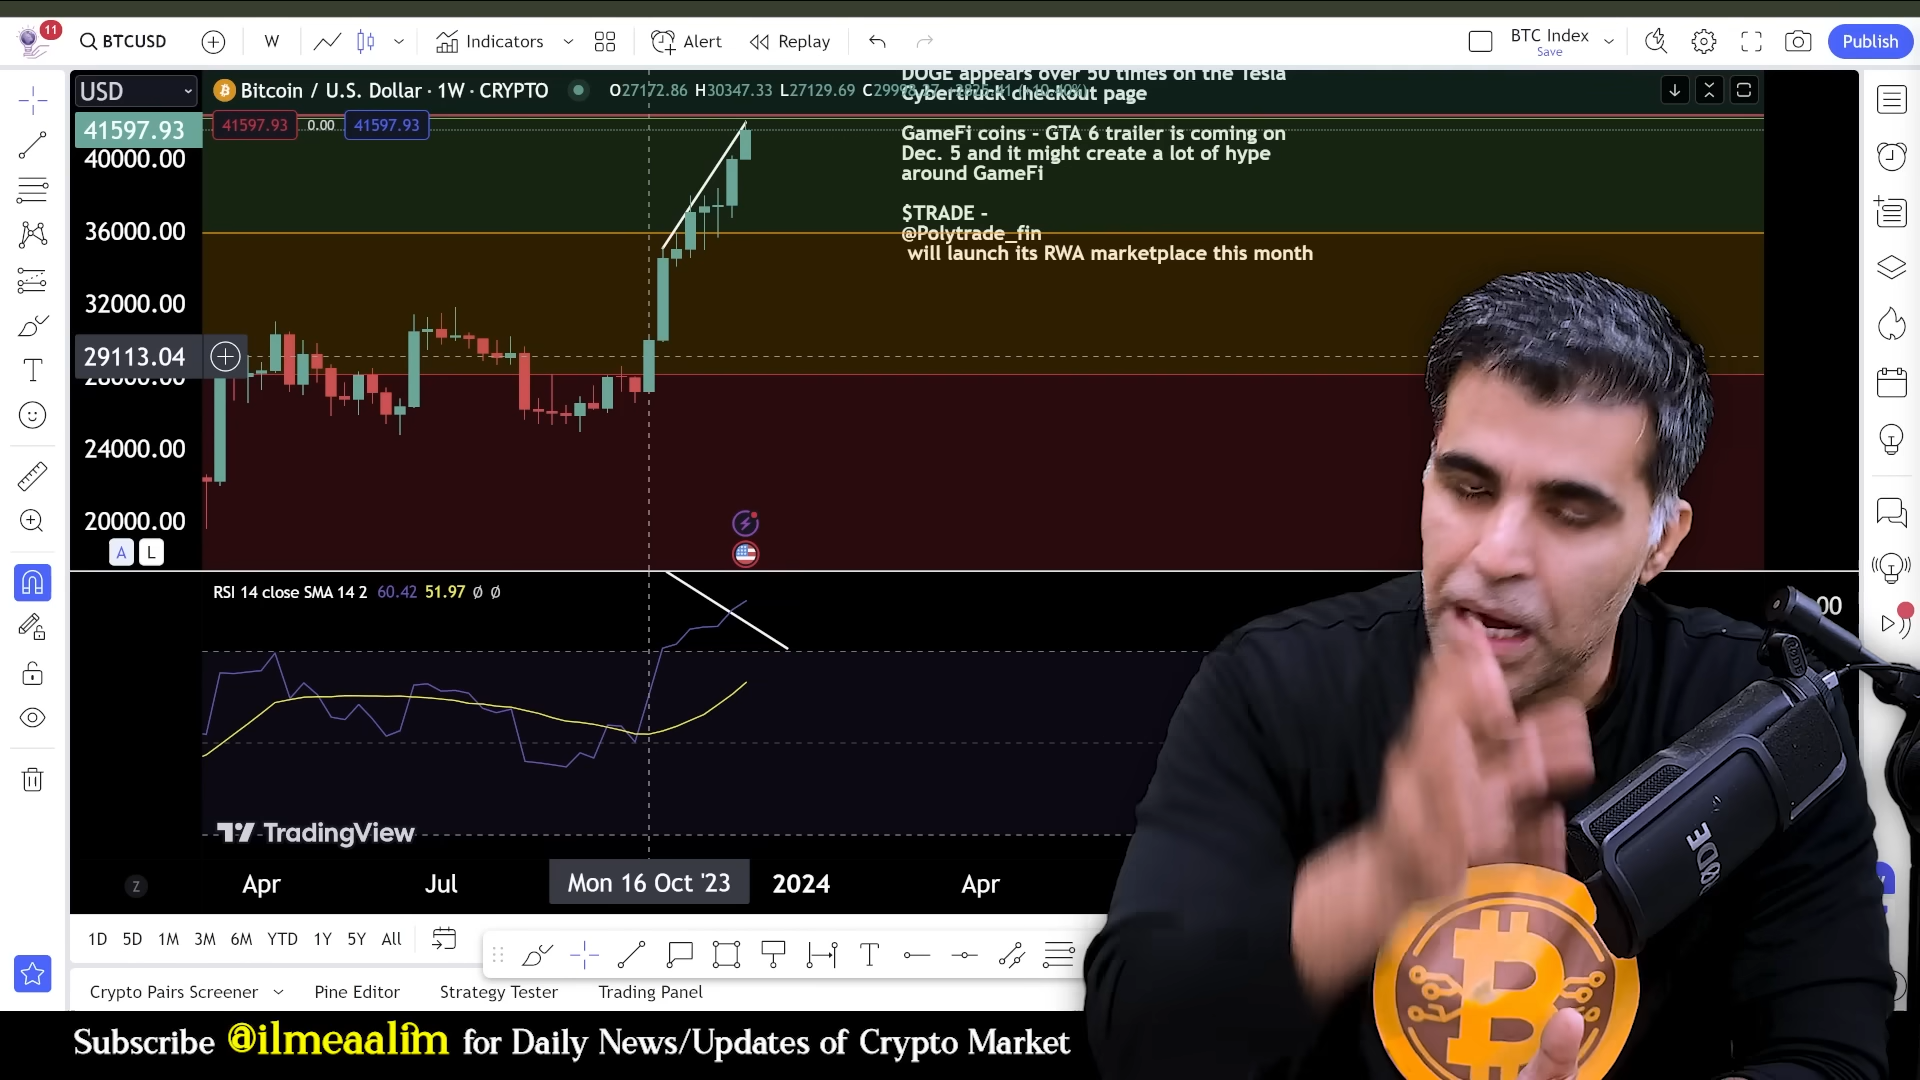 11
BTCUSD
W
Indicators
Alert
Replay
BTC Index
Save
Publish
USD
Bitcoin / U.S. Dollar · 1W · CRYPTO
O27172.86 H30347.33 L27129.69
DOGE appears over 50 times on the Tesla
Cybertruck checkout page
41597.93
41597.93
0.00
41597.93
40000.00
GameFi coins - GTA 6 trailer is coming on
Dec. 5 and it might create a lot of hype
around GameFi
$TRADE -
@Polytrade_fin
will launch its RWA marketplace this month
36000.00
32000.00
29113.04
28000.00
24000.00
20000.00
A
L
RSI 14 close SMA 14 2 60.42 51.97 Ø Ø
00
TradingView
Z
Apr
Jul
Mon 16 Oct '23
2024
Apr
1D
5D
1M
3M
6M
YTD
1Y
5Y
All
Crypto Pairs Screener
Pine Editor
Strategy Tester
Trading Panel
RODE
Subscribe @ilmeaalim for Daily News/Updates of Crypto Market